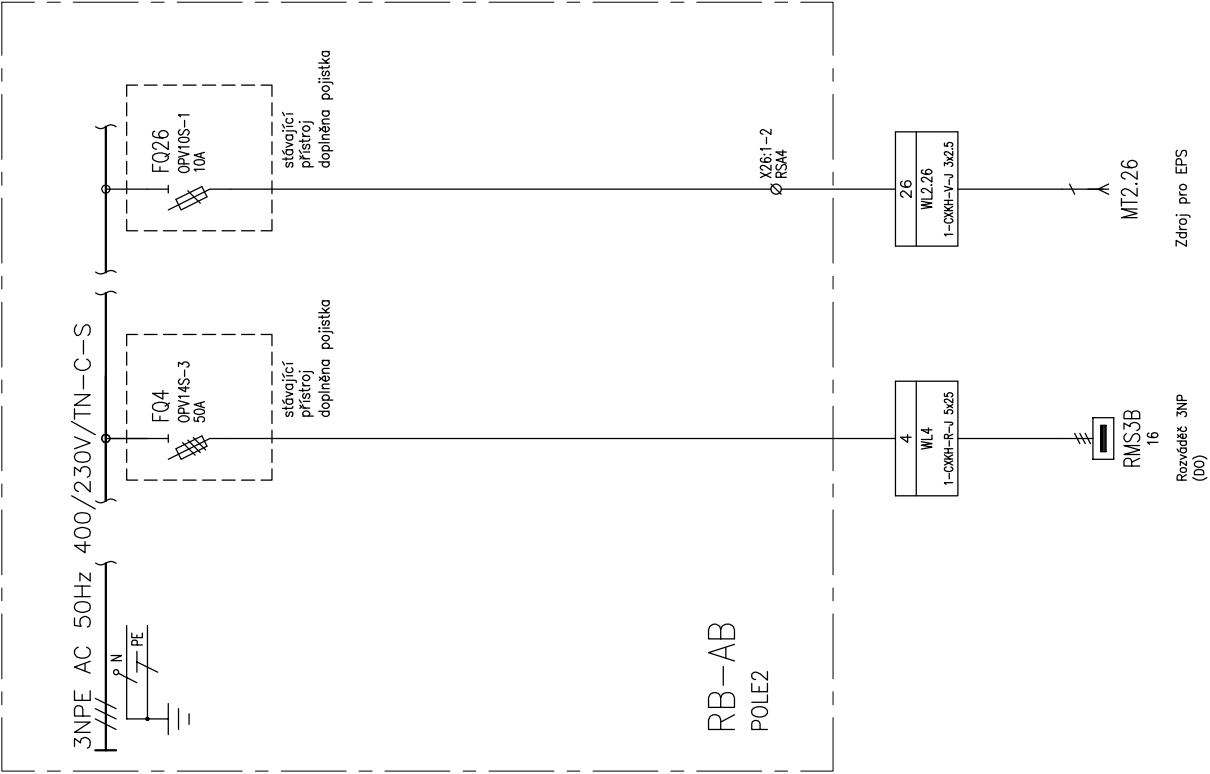 3NPE AC 50Hz 400/230V/TN-C-S
N
PE
FQ4
OPV14S-3
50A
stávající
přístroj
doplněna pojistka
FQ26
OPV10S-1
10A
stávající
přístroj
doplněna pojistka
X26:1-2
RSA4
RB-AB
POLE2
4
WL4
1-CXKH-R-J 5x25
26
WL2.26
1-CXKH-V-J 3x2.5
RMS3B
16
Rozváděč 3NP
(DO)
MT2.26
Zdroj pro EPS